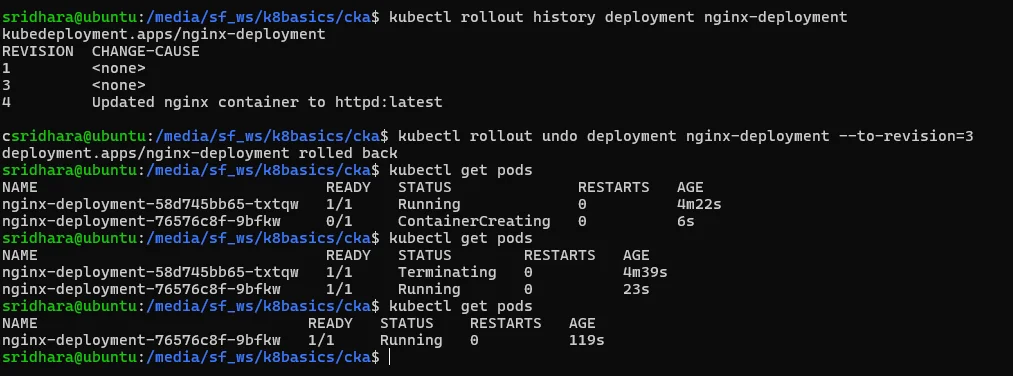 sridhara@ubuntu:/media/sf_ws/k8basics/cka$ kubectl rollout history deployment nginx-deployment
kubedeployment.apps/nginx-deployment
REVISION  CHANGE-CAUSE
1         <none>
3         <none>
4         Updated nginx container to httpd:latest
csridhara@ubuntu:/media/sf_ws/k8basics/cka$ kubectl rollout undo deployment nginx-deployment --to-revision=3
deployment.apps/nginx-deployment rolled back
sridhara@ubuntu:/media/sf_ws/k8basics/cka$ kubectl get pods
NAME                                READY   STATUS              RESTARTS   AGE
nginx-deployment-58d745bb65-txtqw   1/1     Running             0          4m22s
nginx-deployment-76576c8f-9bfkw     0/1     ContainerCreating   0          6s
sridhara@ubuntu:/media/sf_ws/k8basics/cka$ kubectl get pods
NAME                                READY   STATUS        RESTARTS   AGE
nginx-deployment-58d745bb65-txtqw   1/1     Terminating   0          4m39s
nginx-deployment-76576c8f-9bfkw     1/1     Running       0          23s
sridhara@ubuntu:/media/sf_ws/k8basics/cka$ kubectl get pods
NAME                              READY   STATUS    RESTARTS   AGE
nginx-deployment-76576c8f-9bfkw   1/1     Running   0          119s
sridhara@ubuntu:/media/sf_ws/k8basics/cka$